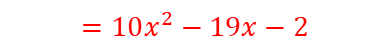 = 10x² − 19x − 2